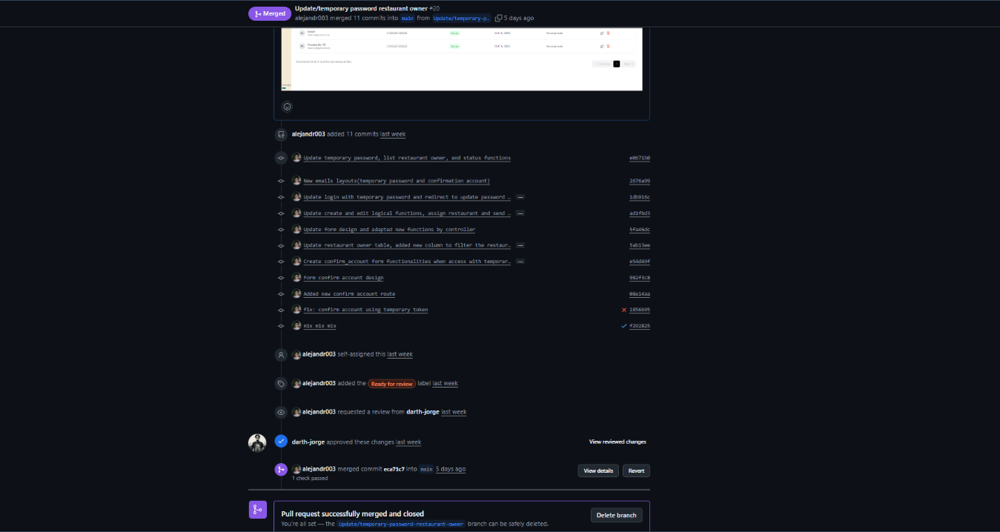 Merged
Update/temporary password restaurant owner #20
alejandr003 merged 11 commits into main from Update/temporary-p… 5 days ago
alejandr003 added 11 commits last week
Update temporary password, list restaurant owner, and status functions e0671b0
New emails layouts(temporary password and confirmation account) 2676a99
Update login with temporary password and redirect to update password … 1db916c
Update create and edit logical functions, assign restaurant and send … ad1fbd3
Update form design and adapted new functions by controller 5fa46dc
Update restaurant owner table, added new column to filter the restaur… 5ab13ee
Create confirm_account form functionalities when access with temporar… e54d49f
Form confirm account design 982f3c8
Added new confirm account route 08e14aa
fix: confirm account using temporary token 1856b95
mix mix mix f292825
alejandr003 self-assigned this last week
alejandr003 added the Ready for review label last week
alejandr003 requested a review from darth-jorge last week
darth-jorge approved these changes last week View reviewed changes
alejandr003 merged commit eca71c7 into main 5 days ago View details Revert
1 check passed
Pull request successfully merged and closed Delete branch
You're all set — the Update/temporary-password-restaurant-owner branch can be safely deleted.